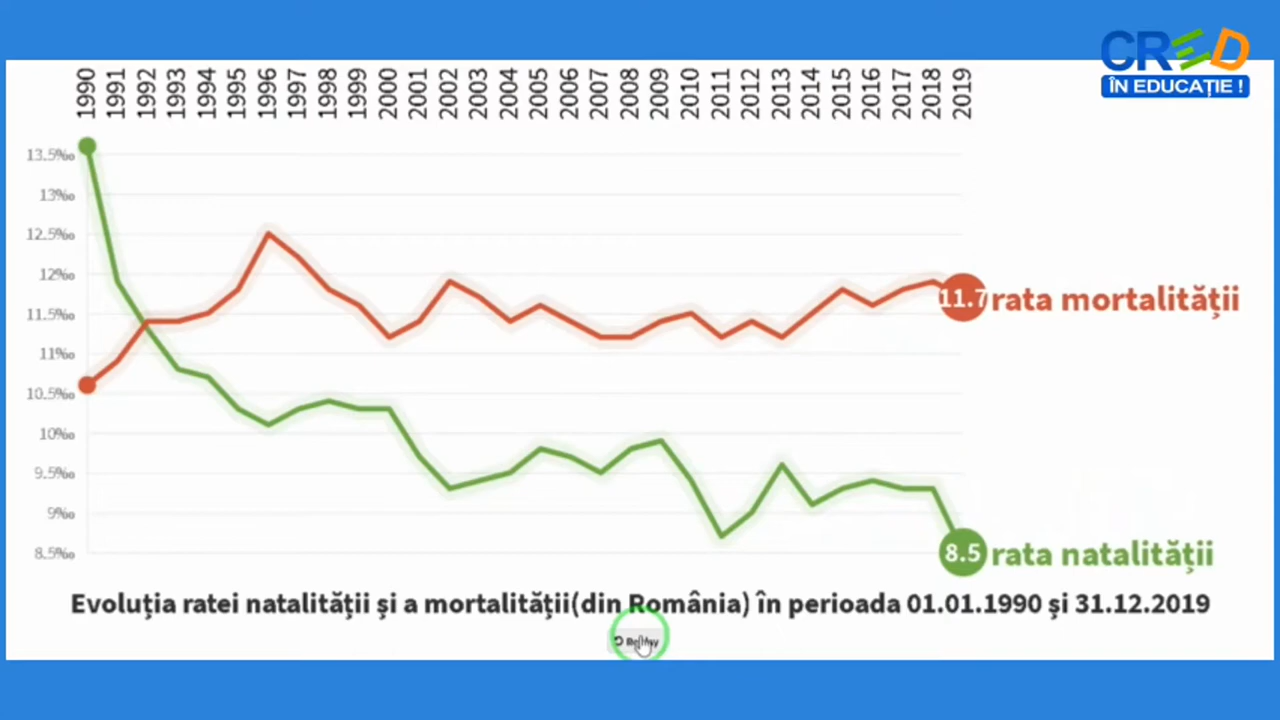 CRED
ÎN EDUCAȚIE !
1990 1991 1992 1993 1994 1995 1996 1997 1998 1999 2000 2001 2002 2003 2004 2005 2006 2007 2008 2009 2010 2011 2012 2013 2014 2015 2016 2017 2018 2019
13.5‰
13‰
12.5‰
12‰
11.7 rata mortalității
11.5‰
11‰
10.5‰
10‰
9.5‰
9‰
8.5‰
8.5 rata natalității
Evoluția ratei natalității și a mortalității(din România) în perioada 01.01.1990 și 31.12.2019